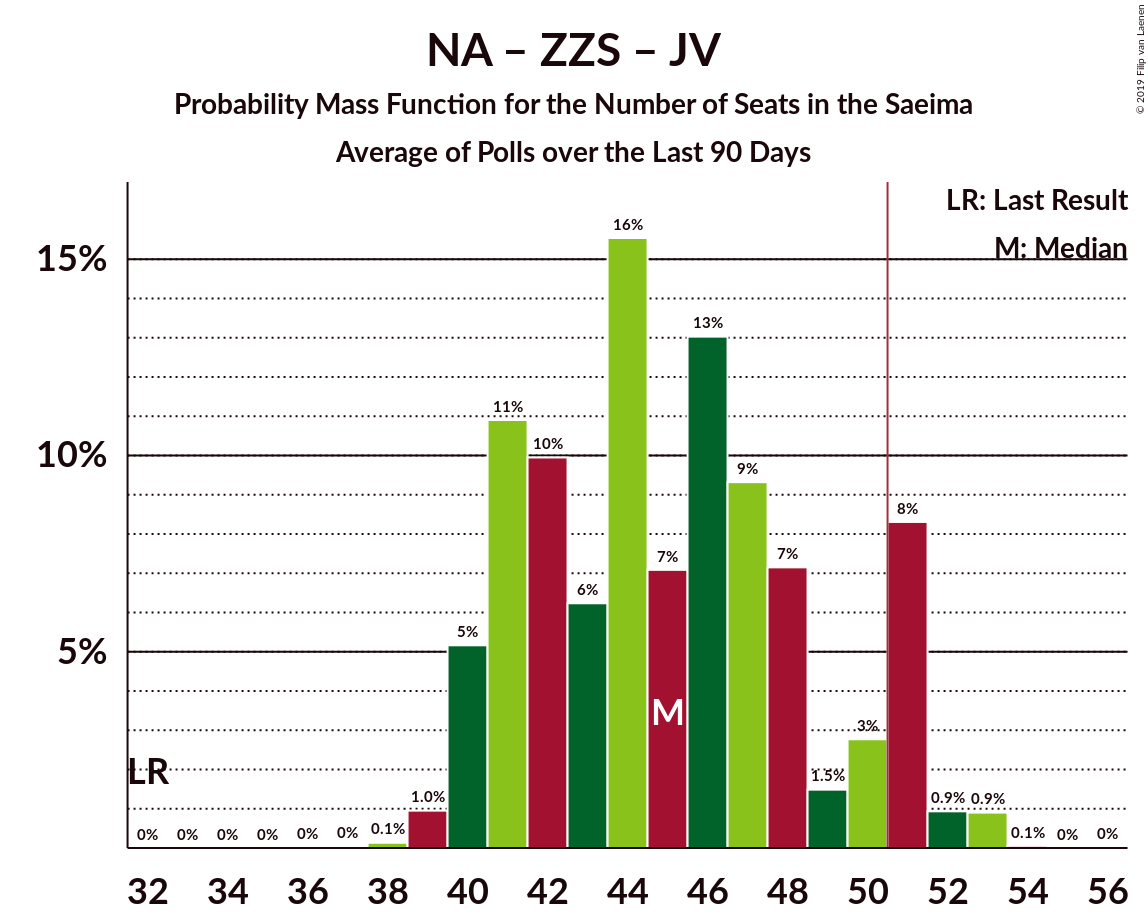 NA – ZZS – JV
Probability Mass Function for the Number of Seats in the Saeima
Average of Polls over the Last 90 Days
© 2019 Filip van Laenen
LR: Last Result
M: Median
15%
10%
5%
0% 0% 0% 0% 0% 0% 0.1% 1.0% 5% 11% 10% 6% 16% 7% 13% 9% 7% 1.5% 3% 8% 0.9% 0.9% 0.1% 0% 0%
M
LR
32 34 36 38 40 42 44 46 48 50 52 54 56